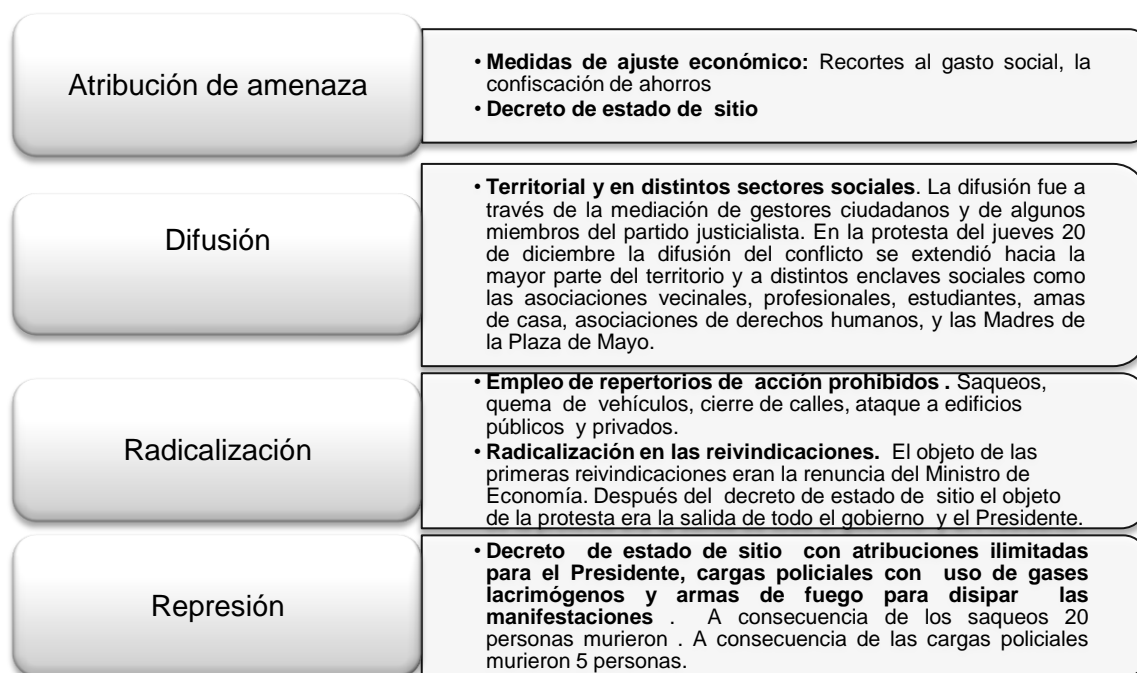 Atribución de amenaza
• Medidas de ajuste económico: Recortes al gasto social, la
confiscación de ahorros
• Decreto de estado de sitio
Difusión
• Territorial y en distintos sectores sociales. La difusión fue a
través de la mediación de gestores ciudadanos y de algunos
miembros del partido justicialista. En la protesta del jueves 20
de diciembre la difusión del conflicto se extendió hacia la
mayor parte del territorio y a distintos enclaves sociales como
las asociaciones vecinales, profesionales, estudiantes, amas
de casa, asociaciones de derechos humanos, y las Madres de
la Plaza de Mayo.
Radicalización
• Empleo de repertorios de acción prohibidos . Saqueos,
quema de vehículos, cierre de calles, ataque a edificios
públicos y privados.
• Radicalización en las reivindicaciones. El objeto de las
primeras reivindicaciones eran la renuncia del Ministro de
Economía. Después del decreto de estado de sitio el objeto
de la protesta era la salida de todo el gobierno y el Presidente.
Represión
• Decreto de estado de sitio con atribuciones ilimitadas
para el Presidente, cargas policiales con uso de gases
lacrimógenos y armas de fuego para disipar las
manifestaciones . A consecuencia de los saqueos 20
personas murieron . A consecuencia de las cargas policiales
murieron 5 personas.